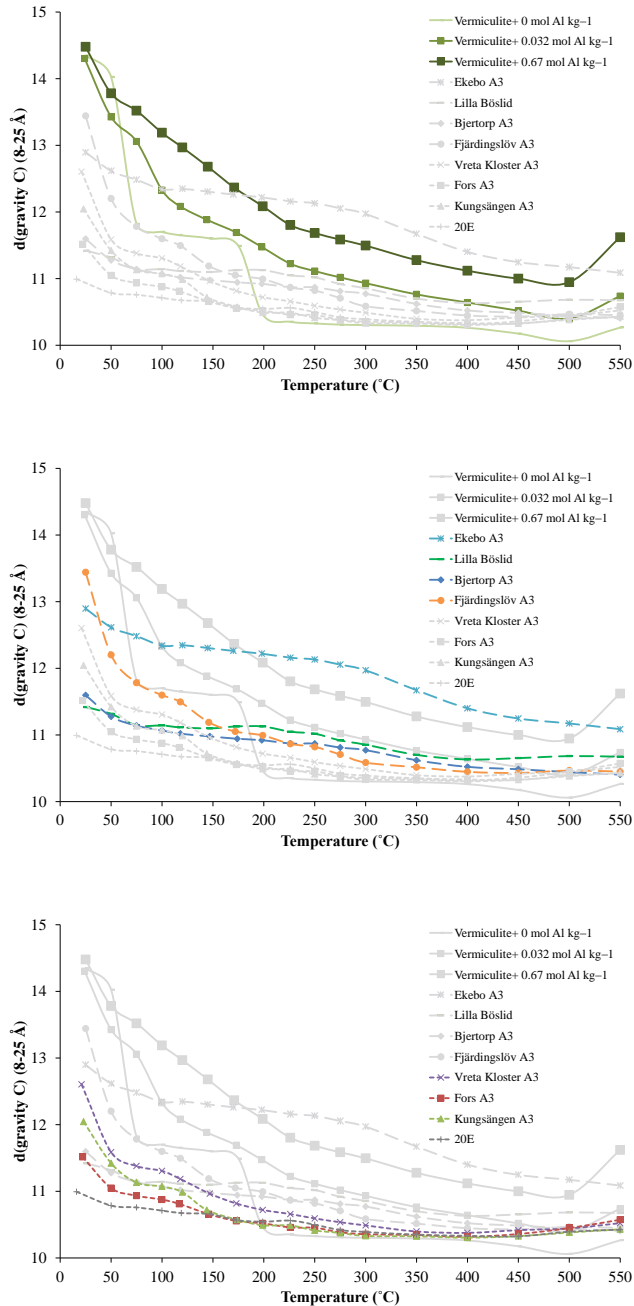 15
14
13
12
11
10
0
50
100
150
200
250
300
350
400
450
500
550
d(gravity C) (8-25 Å)
Temperature (˚C)
Vermiculite+ 0 mol Al kg–1
Vermiculite+ 0.032 mol Al kg–1
Vermiculite+ 0.67 mol Al kg–1
Ekebo A3
Lilla Böslid
Bjertorp A3
Fjärdingslöv A3
Vreta Kloster A3
Fors A3
Kungsängen A3
20E
15
14
13
12
11
10
0
50
100
150
200
250
300
350
400
450
500
550
d(gravity C) (8-25 Å)
Temperature (˚C)
Vermiculite+ 0 mol Al kg–1
Vermiculite+ 0.032 mol Al kg–1
Vermiculite+ 0.67 mol Al kg–1
Ekebo A3
Lilla Böslid
Bjertorp A3
Fjärdingslöv A3
Vreta Kloster A3
Fors A3
Kungsängen A3
20E
15
14
13
12
11
10
0
50
100
150
200
250
300
350
400
450
500
550
d(gravity C) (8-25 Å)
Temperature (˚C)
Vermiculite+ 0 mol Al kg–1
Vermiculite+ 0.032 mol Al kg–1
Vermiculite+ 0.67 mol Al kg–1
Ekebo A3
Lilla Böslid
Bjertorp A3
Fjärdingslöv A3
Vreta Kloster A3
Fors A3
Kungsängen A3
20E